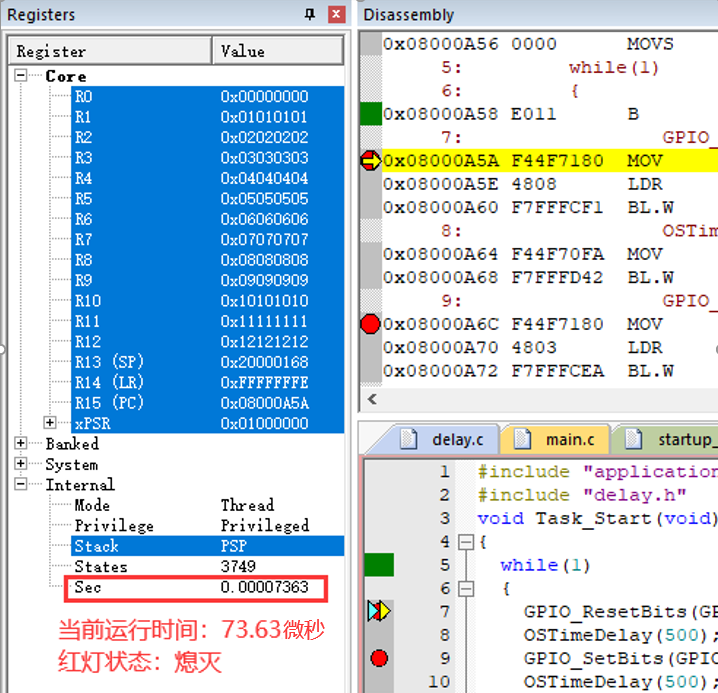 Registers
Register Value
Core
R0 0x00000000
R1 0x01010101
R2 0x02020202
R3 0x03030303
R4 0x04040404
R5 0x05050505
R6 0x06060606
R7 0x07070707
R8 0x08080808
R9 0x09090909
R10 0x10101010
R11 0x11111111
R12 0x12121212
R13 (SP) 0x20000168
R14 (LR) 0xFFFFFFFE
R15 (PC) 0x08000A5A
xPSR 0x01000000
Banked
System
Internal
Mode Thread
Privilege Privileged
Stack PSP
States 3749
Sec 0.00007363
当前运行时间：73.63微秒
红灯状态：熄灭
Disassembly
0x08000A56 0000 MOVS
5: while(1)
6: {
0x08000A58 E011 B
7: GPIO_
0x08000A5A F44F7180 MOV
0x08000A5E 4808 LDR
0x08000A60 F7FFFCF1 BL.W
8: OSTim
0x08000A64 F44F70FA MOV
0x08000A68 F7FFFD42 BL.W
9: GPIO_
0x08000A6C F44F7180 MOV
0x08000A70 4803 LDR
0x08000A72 F7FFFCEA BL.W
delay.c main.c startup_
1 #include "application
2 #include "delay.h"
3 void Task_Start(void)
4 {
5 while(1)
6 {
7 GPIO_ResetBits(GP
8 OSTimeDelay(500);
9 GPIO_SetBits(GPI
10 OSTimeDelay(500);